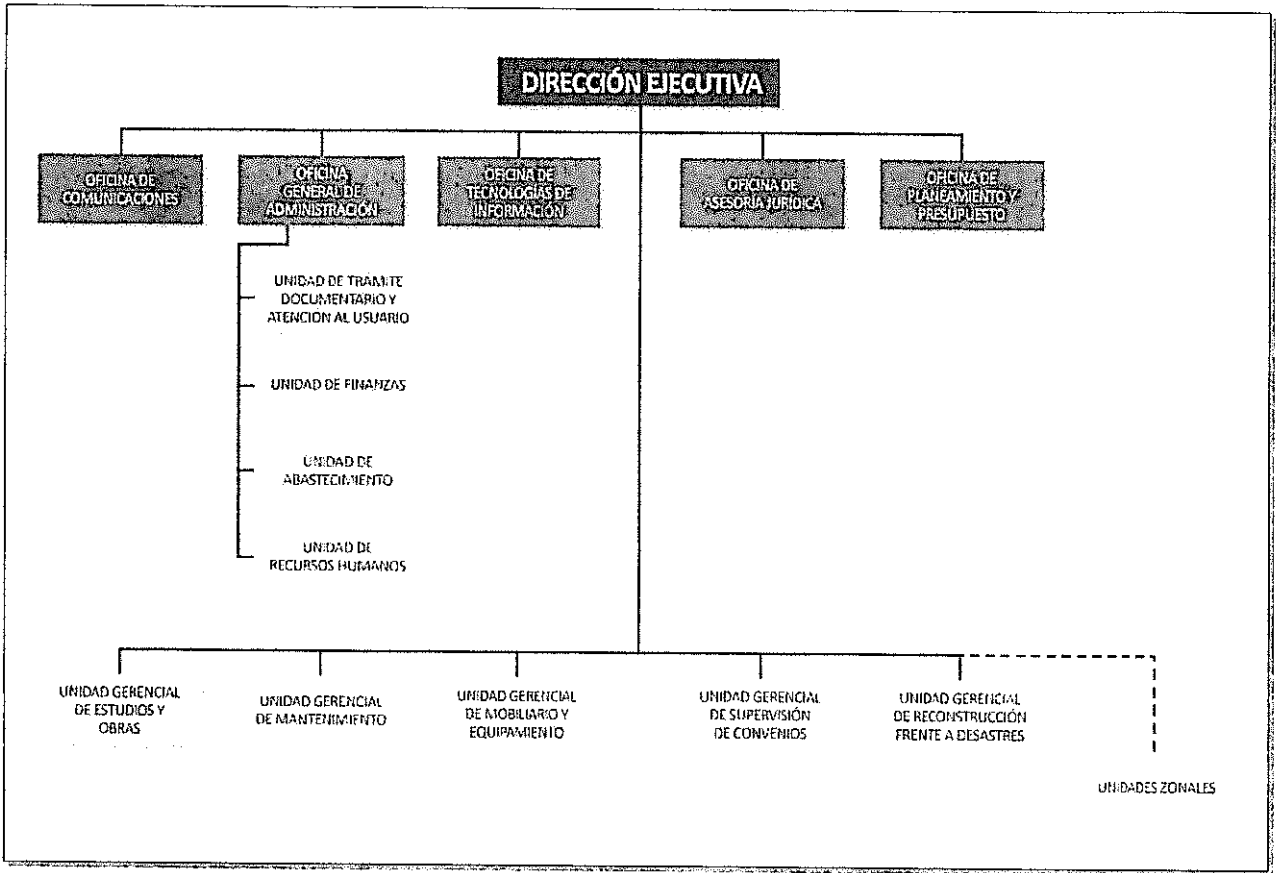 DIRECCIÓN EJECUTIVA
OFICINA DE
COMUNICACIONES
OFICINA
GENERAL DE
ADMINISTRACIÓN
OFICINA DE
TECNOLOGÍAS DE
INFORMACIÓN
OFICINA DE
ASESORÍA JURÍDICA
OFICINA DE
PLANEAMIENTO Y
PRESUPUESTO
UNIDAD DE TRÁMITE
DOCUMENTARIO Y
ATENCIÓN AL USUARIO
UNIDAD DE FINANZAS
UNIDAD DE
ABASTECIMIENTO
UNIDAD DE
RECURSOS HUMANOS
UNIDAD GERENCIAL
DE ESTUDIOS Y
OBRAS
UNIDAD GERENCIAL
DE MANTENIMIENTO
UNIDAD GERENCIAL
DE MOBILIARIO Y
EQUIPAMIENTO
UNIDAD GERENCIAL
DE SUPERVISIÓN
DE CONVENIOS
UNIDAD GERENCIAL
DE RECONSTRUCCIÓN
FRENTE A DESASTRES
UNIDADES ZONALES